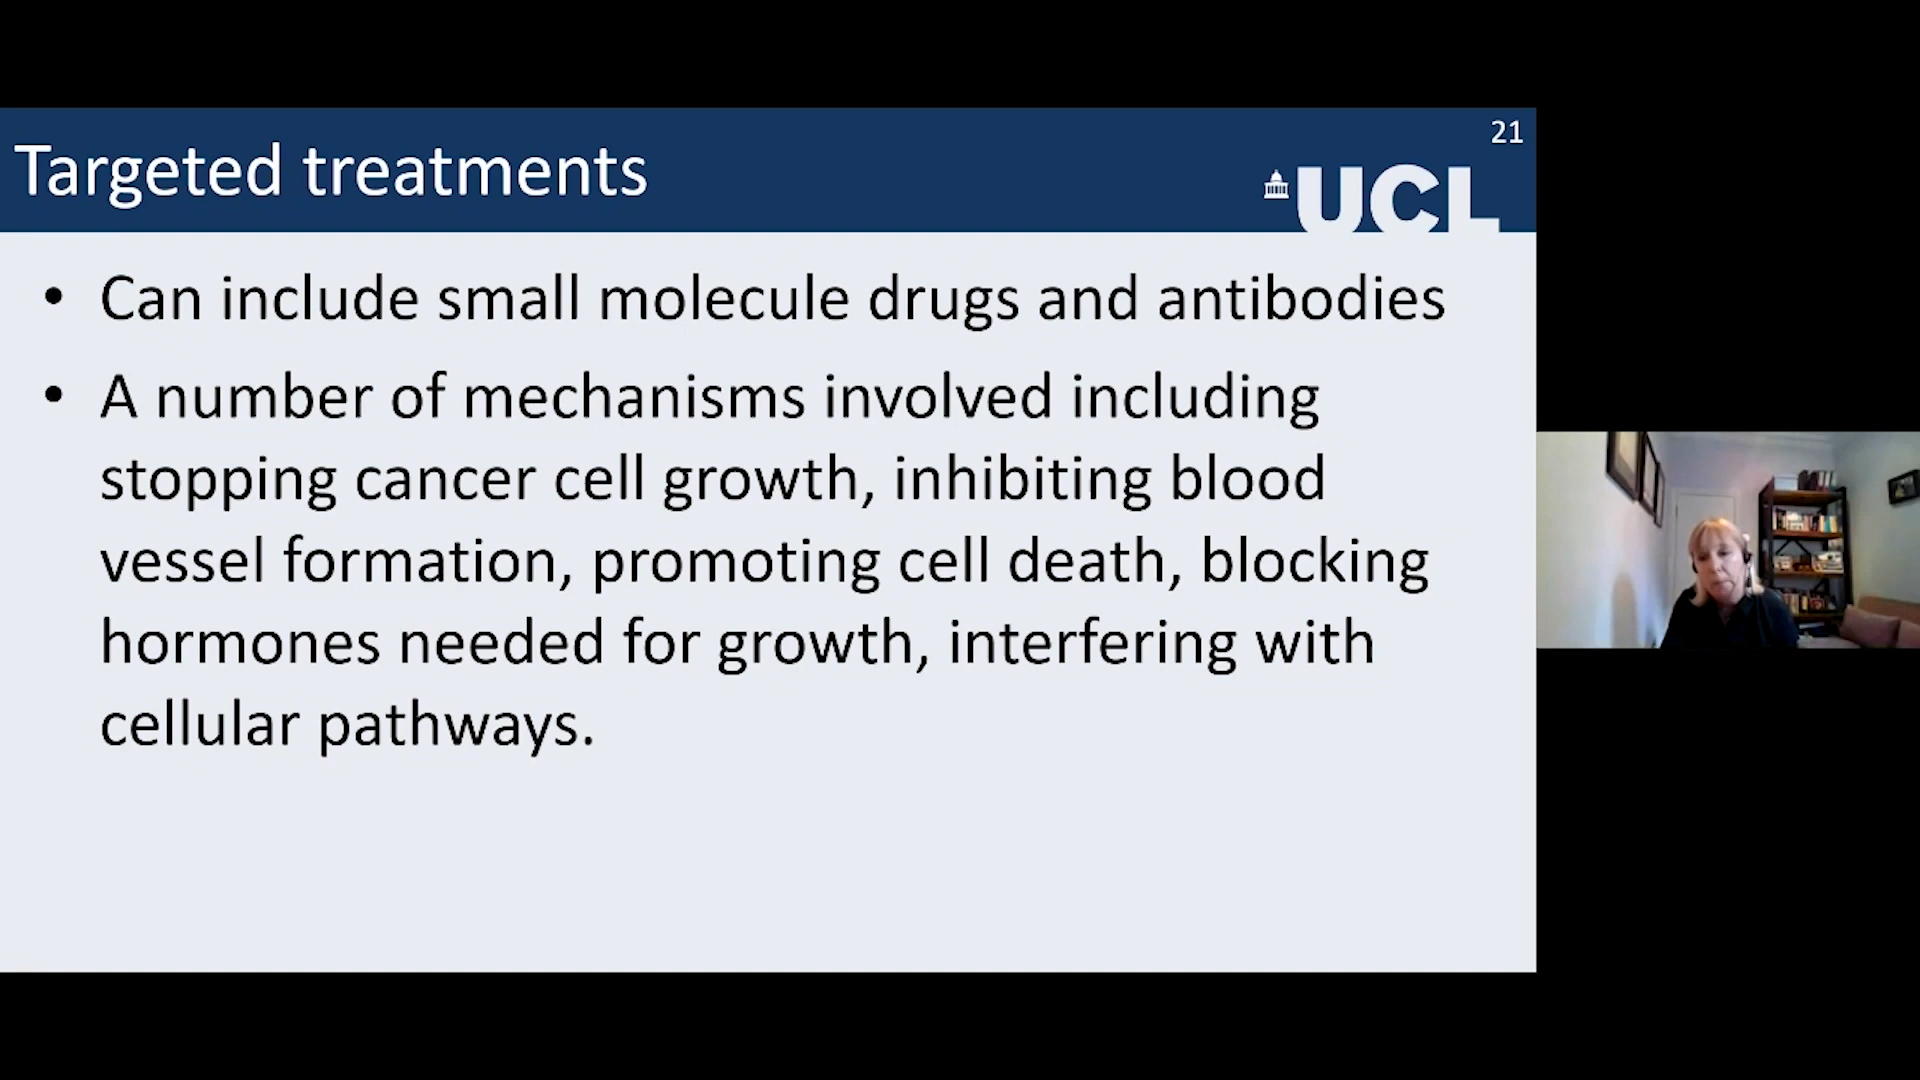 Targeted treatments
21
UCL
• Can include small molecule drugs and antibodies
• A number of mechanisms involved including
stopping cancer cell growth, inhibiting blood
vessel formation, promoting cell death, blocking
hormones needed for growth, interfering with
cellular pathways.